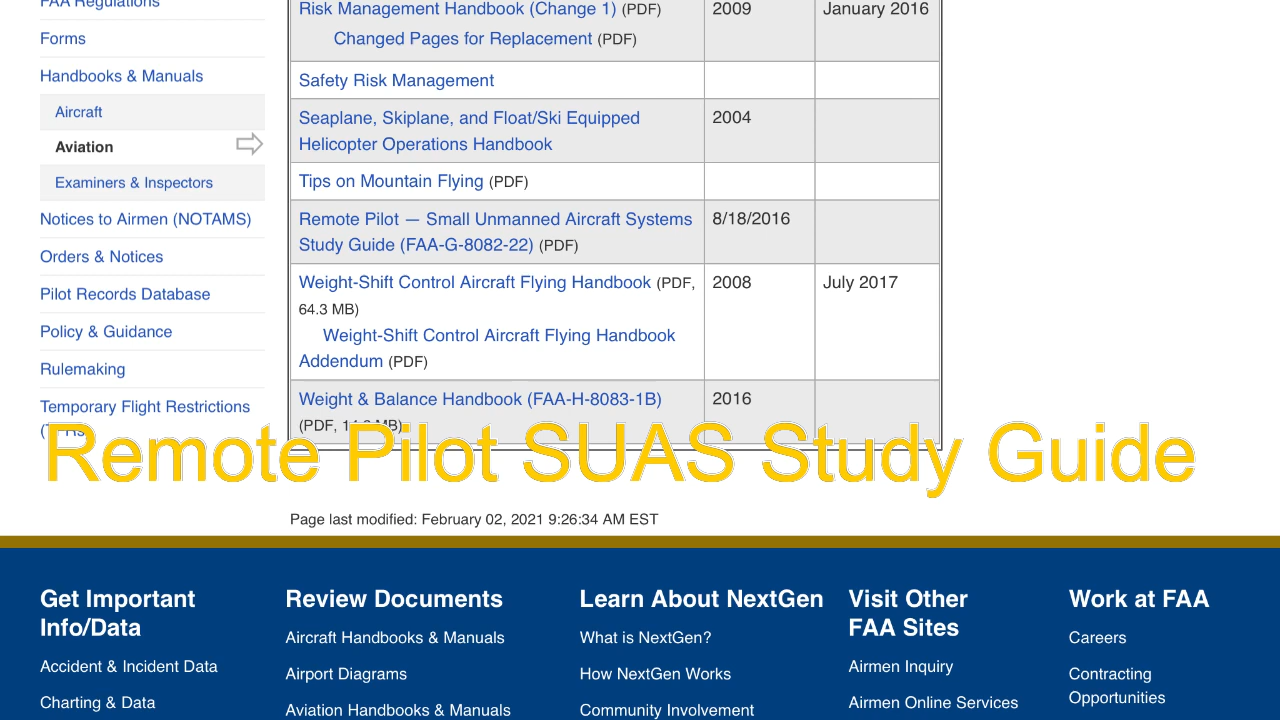 FAA Regulations
Forms
Handbooks & Manuals
Aircraft
Aviation
Examiners & Inspectors
Notices to Airmen (NOTAMS)
Orders & Notices
Pilot Records Database
Policy & Guidance
Rulemaking
Temporary Flight Restrictions
Risk Management Handbook (Change 1) (PDF) 2009 January 2016
Changed Pages for Replacement (PDF)
Safety Risk Management
Seaplane, Skiplane, and Float/Ski Equipped 2004
Helicopter Operations Handbook
Tips on Mountain Flying (PDF)
Remote Pilot — Small Unmanned Aircraft Systems 8/18/2016
Study Guide (FAA-G-8082-22) (PDF)
Weight-Shift Control Aircraft Flying Handbook (PDF, 2008 July 2017
64.3 MB)
Weight-Shift Control Aircraft Flying Handbook
Addendum (PDF)
Weight & Balance Handbook (FAA-H-8083-1B) 2016
(PDF, MB)
Remote Pilot SUAS Study Guide
Page last modified: February 02, 2021 9:26:34 AM EST
Get Important
Info/Data
Accident & Incident Data
Charting & Data
Review Documents
Aircraft Handbooks & Manuals
Airport Diagrams
Aviation Handbooks & Manuals
Learn About NextGen
What is NextGen?
How NextGen Works
Community Involvement
Visit Other
FAA Sites
Airmen Inquiry
Airmen Online Services
Work at FAA
Careers
Contracting
Opportunities